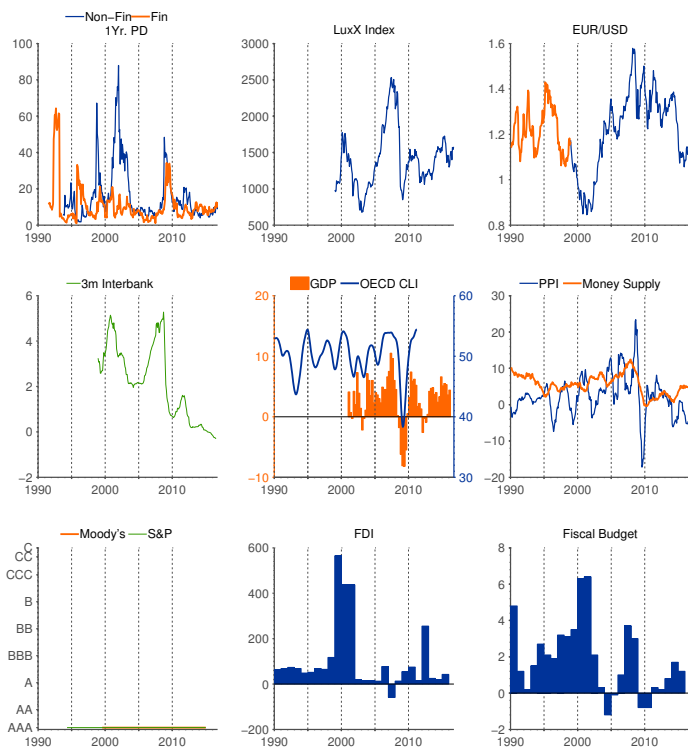 Non-Fin Fin
1Yr. PD
LuxX Index
EUR/USD
100
80
60
40
20
0
1990 2000 2010
3000
2500
2000
1500
1000
500
1990 2000 2010
1.6
1.4
1.2
1
0.8
1990 2000 2010
3m Interbank
GDP OECD CLI
PPI Money Supply
6
4
2
0
−2
1990 2000 2010
20
10
0
−10
60
50
40
30
1990 2000 2010
30
20
10
0
−10
−20
1990 2000 2010
Moody's S&P
FDI
Fiscal Budget
C
CC
CCC
B
BB
BBB
A
AA
AAA
1990 2000 2010
600
400
200
0
−200
1990 2000 2010
8
6
4
2
0
−2
1990 2000 2010